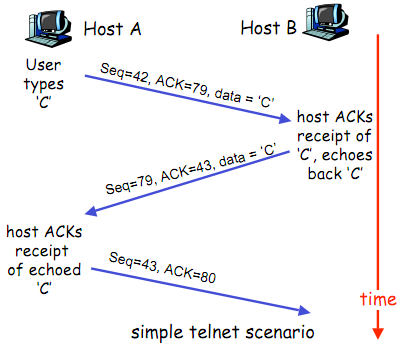 Host A
Host B
User
types
'C'
Seq=42, ACK=79, data = 'C'
host ACKs
receipt of
'C', echoes
back 'C'
Seq=79, ACK=43, data = 'C'
host ACKs
receipt
of echoed
'C'
Seq=43, ACK=80
time
simple telnet scenario